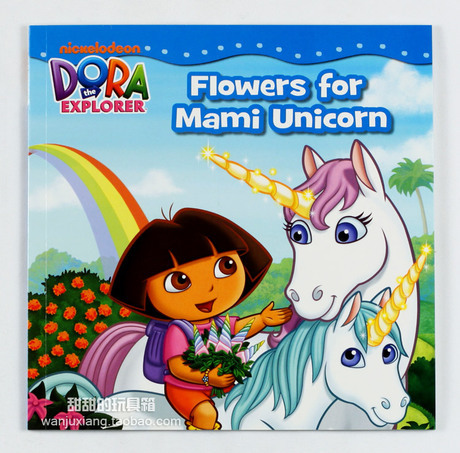 nickelodeon
DORA
the
EXPLORER
Flowers for
Mami Unicorn
甜甜的玩具箱
wanjuxiang.taobao.com